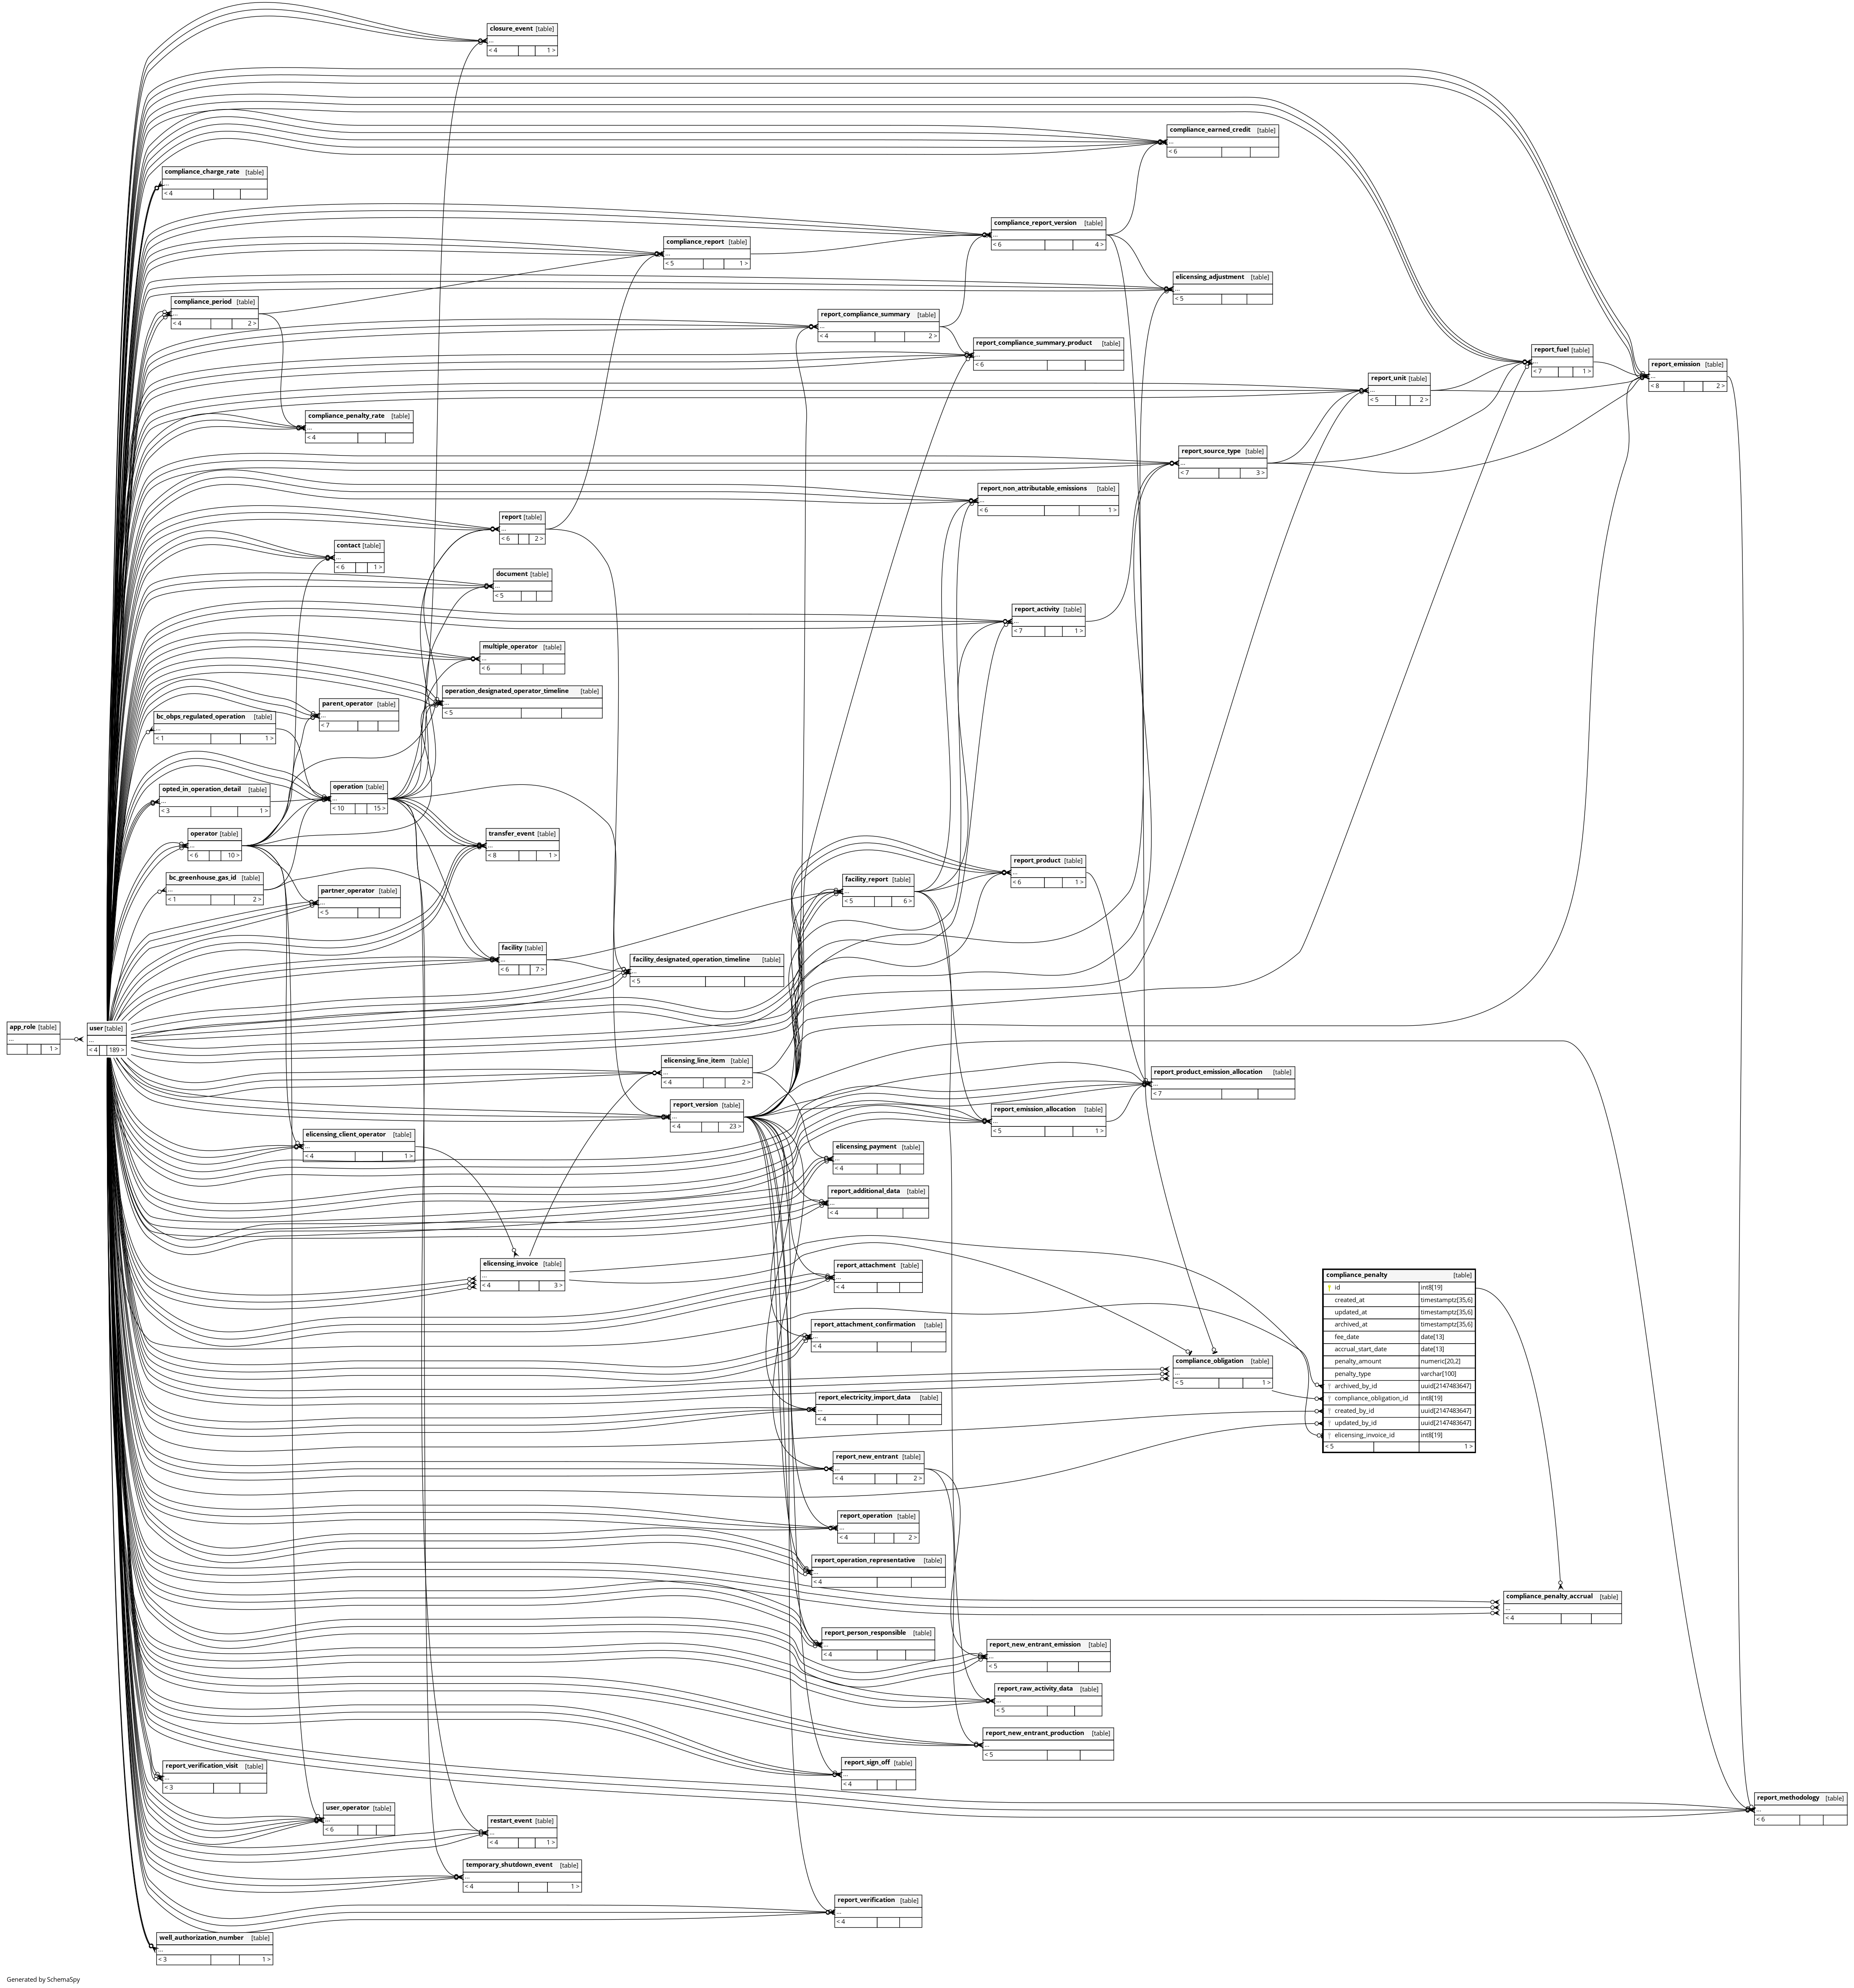 closure_event [table]
...
< 4 1 >
compliance_earned_credit [table]
...
< 6
compliance_charge_rate [table]
...
< 4
compliance_report_version [table]
...
< 6 4 >
compliance_report [table]
...
< 5 1 >
elicensing_adjustment [table]
...
< 5
compliance_period [table]
...
< 4 2 >
report_compliance_summary [table]
...
< 4 2 >
report_compliance_summary_product [table]
...
< 6
report_fuel [table]
...
< 7 1 >
report_emission [table]
...
< 8 2 >
report_unit [table]
...
< 5 2 >
compliance_penalty_rate [table]
...
< 4
report_source_type [table]
...
< 7 3 >
report_non_attributable_emissions [table]
...
< 6 1 >
report [table]
...
< 6 2 >
contact [table]
...
< 6 1 >
document [table]
...
< 5
report_activity [table]
...
< 7 1 >
multiple_operator [table]
...
< 6
operation_designated_operator_timeline [table]
...
< 5
parent_operator [table]
...
< 7
bc_obps_regulated_operation [table]
...
< 1 1 >
operation [table]
...
< 10 15 >
opted_in_operation_detail [table]
...
< 3 1 >
operator [table]
...
< 6 10 >
transfer_event [table]
...
< 8 1 >
report_product [table]
...
< 6 1 >
bc_greenhouse_gas_id [table]
...
< 1 2 >
facility_report [table]
...
< 5 6 >
partner_operator [table]
...
< 5
facility [table]
...
< 6 7 >
facility_designated_operation_timeline [table]
...
< 5
app_role [table]
...
1 >
user [table]
...
< 4 189 >
elicensing_line_item [table]
...
< 4 2 >
report_product_emission_allocation [table]
...
< 7
report_version [table]
...
< 4 23 >
report_emission_allocation [table]
...
< 5 1 >
elicensing_client_operator [table]
...
< 4 1 >
elicensing_payment [table]
...
< 4
report_additional_data [table]
...
< 4
elicensing_invoice [table]
...
< 4 3 >
report_attachment [table]
...
< 4
compliance_penalty [table]
id int8[19]
created_at timestamptz[35,6]
updated_at timestamptz[35,6]
archived_at timestamptz[35,6]
fee_date date[13]
accrual_start_date date[13]
penalty_amount numeric[20,2]
penalty_type varchar[100]
archived_by_id uuid[2147483647]
compliance_obligation_id int8[19]
created_by_id uuid[2147483647]
updated_by_id uuid[2147483647]
elicensing_invoice_id int8[19]
< 5 1 >
report_attachment_confirmation [table]
...
< 4
compliance_obligation [table]
...
< 5 1 >
report_electricity_import_data [table]
...
< 4
report_new_entrant [table]
...
< 4 2 >
report_operation [table]
...
< 4 2 >
report_operation_representative [table]
...
< 4
compliance_penalty_accrual [table]
...
< 4
report_person_responsible [table]
...
< 4
report_new_entrant_emission [table]
...
< 5
report_raw_activity_data [table]
...
< 5
report_new_entrant_production [table]
...
< 5
report_sign_off [table]
...
< 4
report_verification_visit [table]
...
< 3
report_methodology [table]
...
< 6
user_operator [table]
...
< 6
restart_event [table]
...
< 4 1 >
temporary_shutdown_event [table]
...
< 4 1 >
report_verification [table]
...
< 4
well_authorization_number [table]
...
< 3 1 >
Generated by SchemaSpy